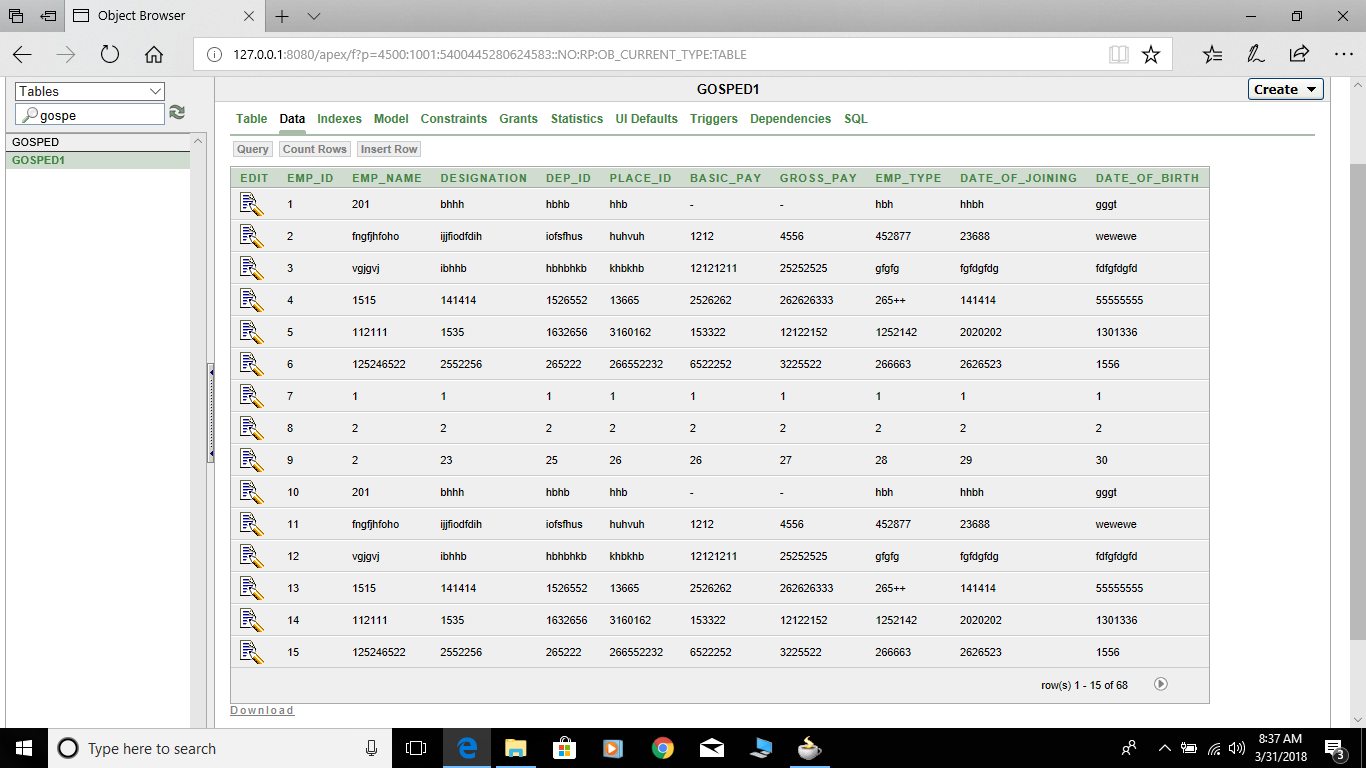 Object Browser
127.0.0.1:8080/apex/f?p=4500:1001:5400445280624583::NO:RP:OB_CURRENT_TYPE:TABLE
Tables
gospe
GOSPED
GOSPED1
GOSPED1
Create
Table Data Indexes Model Constraints Grants Statistics UI Defaults Triggers Dependencies SQL
Query Count Rows Insert Row
EDIT EMP_ID EMP_NAME DESIGNATION DEP_ID PLACE_ID BASIC_PAY GROSS_PAY EMP_TYPE DATE_OF_JOINING DATE_OF_BIRTH
1 201 bhhh hbhb hhb - - hbh hhbh gggt
2 fngfjhfoho ijjfiodfdih iofsfhus huhvuh 1212 4556 452877 23688 wewewe
3 vgjgvj ibhhb hbhbhkb khbkhb 12121211 25252525 gfgfg fgfdgfdg fdfgfdgfd
4 1515 141414 1526552 13665 2526262 262626333 265++ 141414 55555555
5 112111 1535 1632656 3160162 153322 12122152 1252142 2020202 1301336
6 125246522 2552256 265222 266552232 6522252 3225522 266663 2626523 1556
7 1 1 1 1 1 1 1 1 1
8 2 2 2 2 2 2 2 2 2
9 2 23 25 26 26 27 28 29 30
10 201 bhhh hbhb hhb - - hbh hhbh gggt
11 fngfjhfoho ijjfiodfdih iofsfhus huhvuh 1212 4556 452877 23688 wewewe
12 vgjgvj ibhhb hbhbhkb khbkhb 12121211 25252525 gfgfg fgfdgfdg fdfgfdgfd
13 1515 141414 1526552 13665 2526262 262626333 265++ 141414 55555555
14 112111 1535 1632656 3160162 153322 12122152 1252142 2020202 1301336
15 125246522 2552256 265222 266552232 6522252 3225522 266663 2626523 1556
row(s) 1 - 15 of 68
Download
Type here to search
8:37 AM
3/31/2018
3